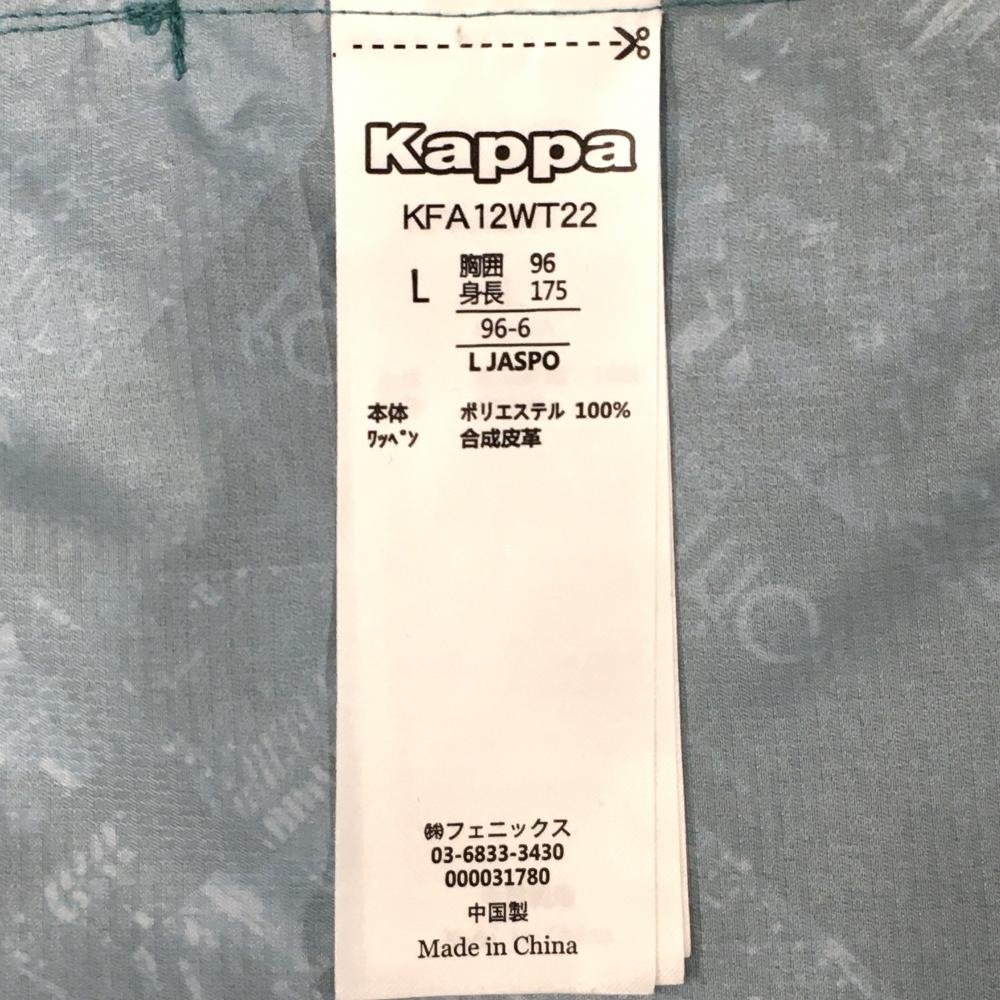 Kappa
KFA12WT22
L
胸囲 96
身長 175
96-6
L JASPO
本体 ポリエステル 100%
ﾜｯﾍﾟﾝ 合成皮革
㈱フェニックス
03-6833-3430
000031780
中国製
Made in China